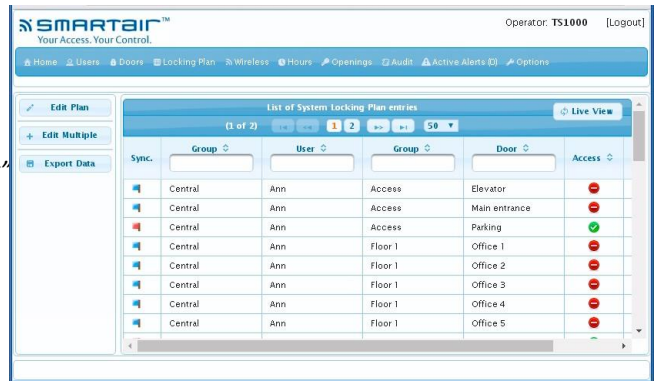 SMARTair™
Your Access. Your Control.
Operator: TS1000 [Logout]
Home Users Doors Locking Plan Wireless Hours Openings Audit Active Alerts (0) Options
Edit Plan
Edit Multiple
Export Data
List of System Locking Plan entries
Live View
(1 of 2) 1 2 50
Sync. Group User Group Door Access
Central Ann Access Elevator
Central Ann Access Main entrance
Central Ann Access Parking
Central Ann Floor 1 Office 1
Central Ann Floor 1 Office 2
Central Ann Floor 1 Office 3
Central Ann Floor 1 Office 4
Central Ann Floor 1 Office 5